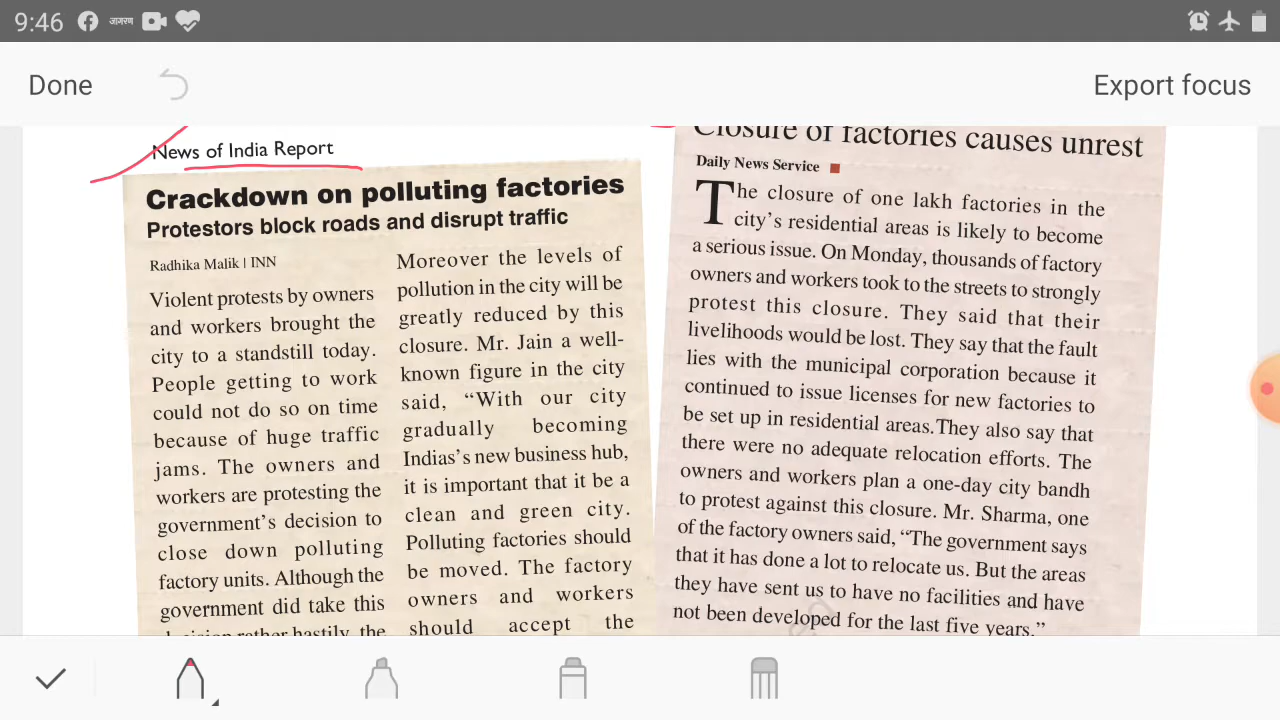 9:46 जागरण
Done
Export focus
News of India Report
Crackdown on polluting factories
Protestors block roads and disrupt traffic
Radhika Malik | INN
Violent protests by owners
and workers brought the
city to a standstill today.
People getting to work
could not do so on time
because of huge traffic
jams. The owners and
workers are protesting the
government's decision to
close down polluting
factory units. Although the
government did take this
decision rather hastily, the
Moreover the levels of
pollution in the city will be
greatly reduced by this
closure. Mr. Jain a well-
known figure in the city
said, “With our city
gradually becoming
Indias's new business hub,
it is important that it be a
clean and green city.
Polluting factories should
be moved. The factory
owners and workers
should accept the
Closure of factories causes unrest
Daily News Service
The closure of one lakh factories in the
city's residential areas is likely to become
a serious issue. On Monday, thousands of factory
owners and workers took to the streets to strongly
protest this closure. They said that their
livelihoods would be lost. They say that the fault
lies with the municipal corporation because it
continued to issue licenses for new factories to
be set up in residential areas.They also say that
there were no adequate relocation efforts. The
owners and workers plan a one-day city bandh
to protest against this closure. Mr. Sharma, one
of the factory owners said, “The government says
that it has done a lot to relocate us. But the areas
they have sent us to have no facilities and have
not been developed for the last five years.”